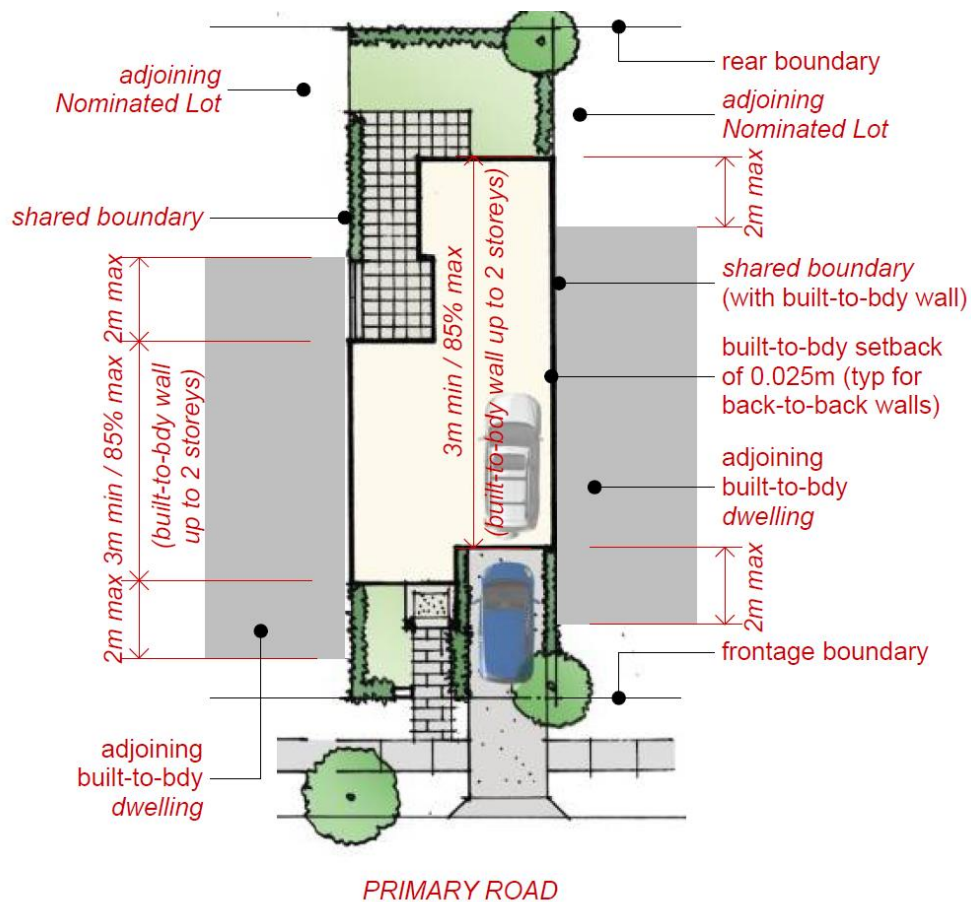 rear boundary
adjoining
Nominated Lot
adjoining
Nominated Lot
shared boundary
2m max
3m min / 85% max
(built-to-bdy wall
up to 2 storeys)
2m max
3m min / 85% max
(built-to-bdy wall up to 2 storeys)
2m max
shared boundary
(with built-to-bdy wall)
built-to-bdy setback
of 0.025m (typ for
back-to-back walls)
adjoining
built-to-bdy
dwelling
2m max
frontage boundary
adjoining
built-to-bdy
dwelling
PRIMARY ROAD